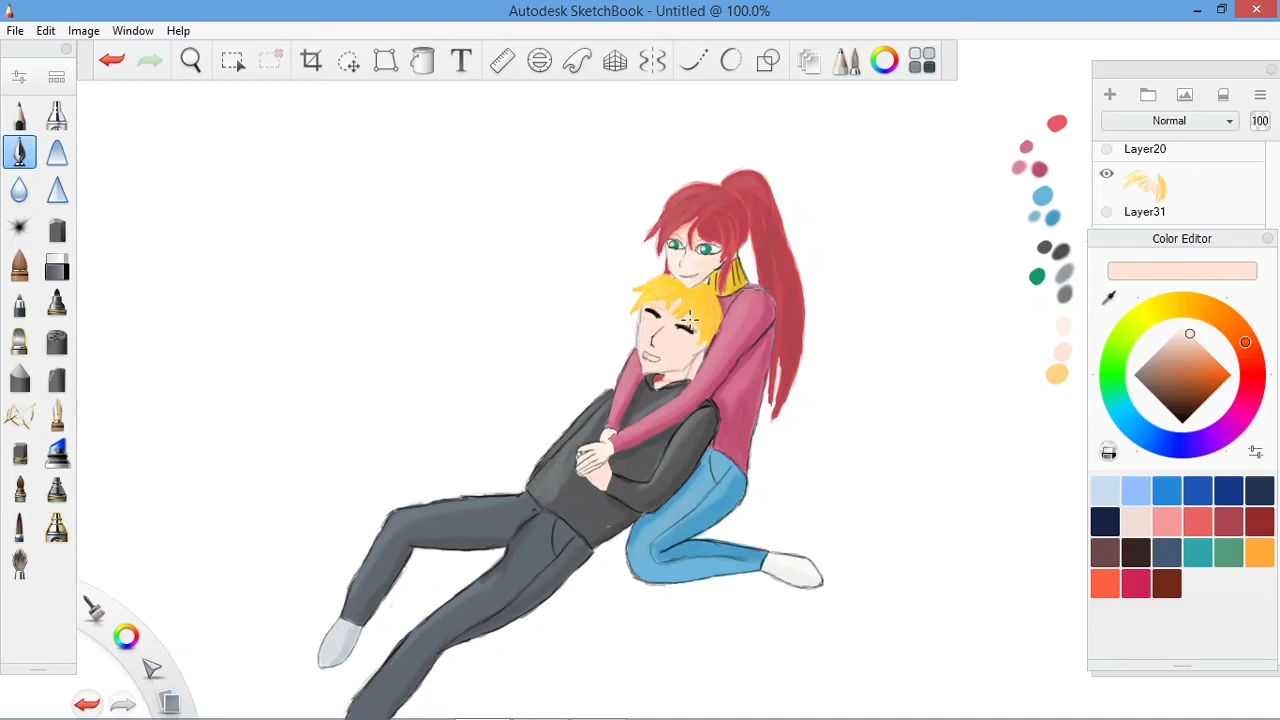 Autodesk SketchBook - Untitled @ 100.0%
File Edit Image Window Help
T
Normal 100
Layer20
Layer31
Color Editor